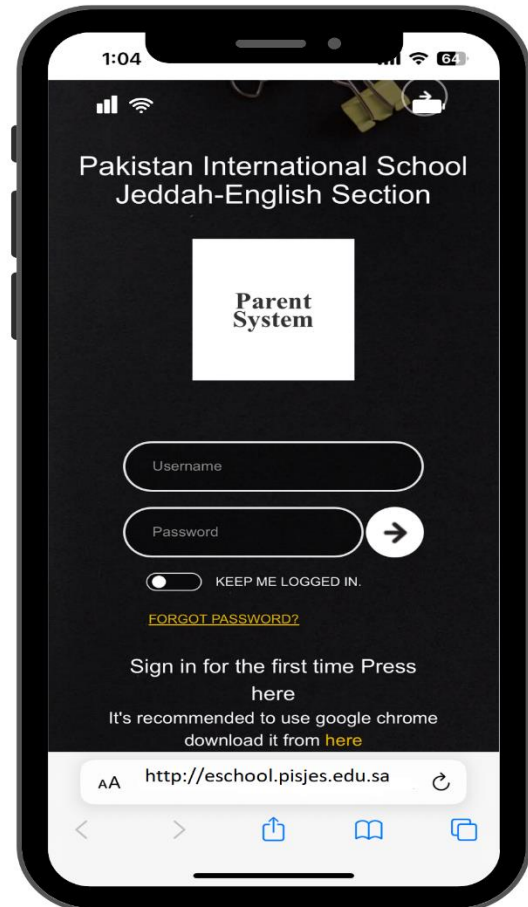 1:04
64
Pakistan International School
Jeddah-English Section
Parent
System
Username
Password
KEEP ME LOGGED IN.
FORGOT PASSWORD?
Sign in for the first time Press
here
It's recommended to use google chrome
download it from here
AA http://eschool.pisjes.edu.sa